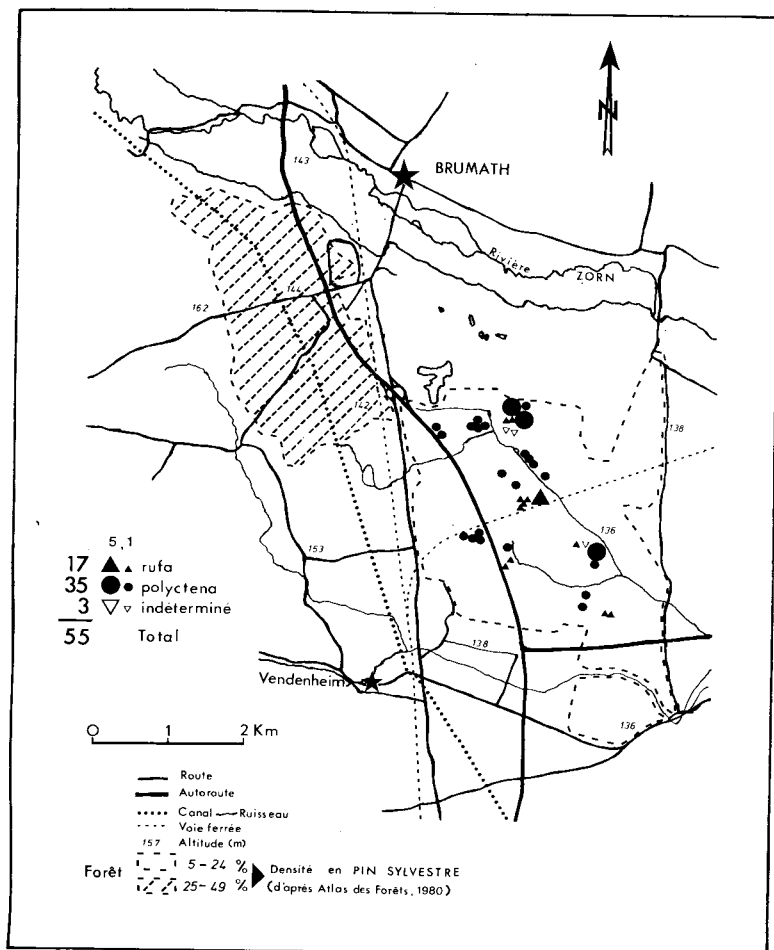 N
BRUMATH
143
Rivière
ZORN
144
162
142
138
136
153
5,1
17 rufa
35 polyctena
3 indéterminé
55 Total
138
Vendenheim
136
0 1 2 Km
Route
Autoroute
Canal Ruisseau
Voie ferrée
157 Altitude (m)
Forêt 5-24 % Densité en PIN SYLVESTRE
25-49 % (d'après Atlas des Forêts, 1980)